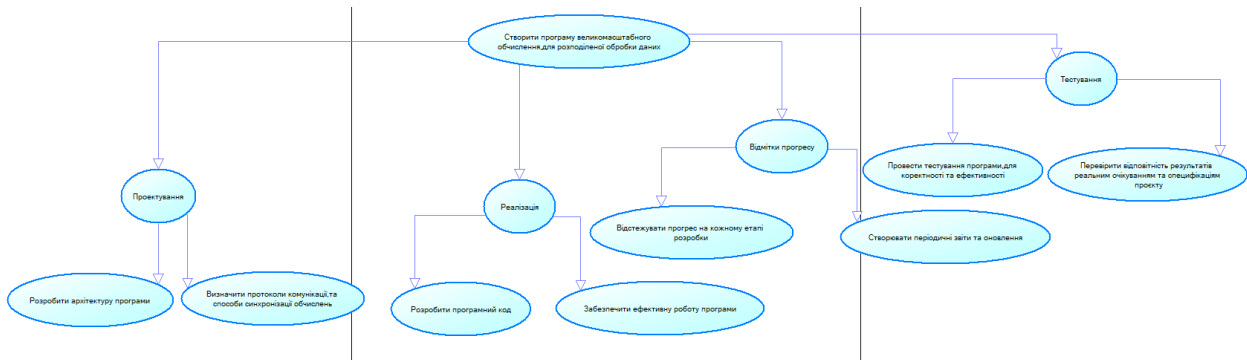 Створити програму великомасштабного
обчислення,для розподіленої обробки даних
Тестування
Відмітки прогресу
Провести тестування програми,для
коректності та ефективності
Перевірити відповідність результатів
реальним очікуванням та специфікаціям
проєкту
Проектування
Реалізація
Відстежувати прогрес на кожному етапі
розробки
Створювати періодичні звіти та оновлення
Розробити архітектуру програми
Визначити протоколи комунікації,та
способи синхронізації обчислень
Розробити програмний код
Забезпечити ефективну роботу програми